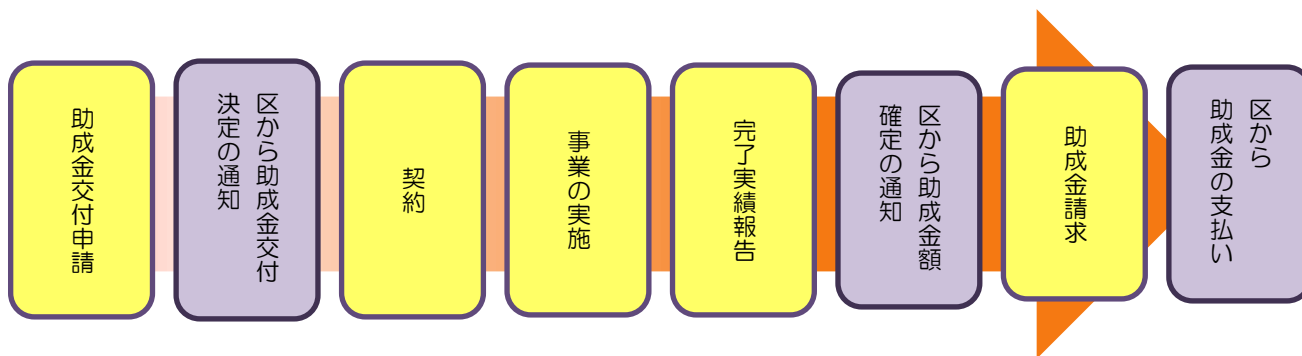 助成金交付申請
区から助成金交付
決定の通知
契約
事業の実施
完了実績報告
区から助成金額
確定の通知
助成金請求
区から
助成金の支払い